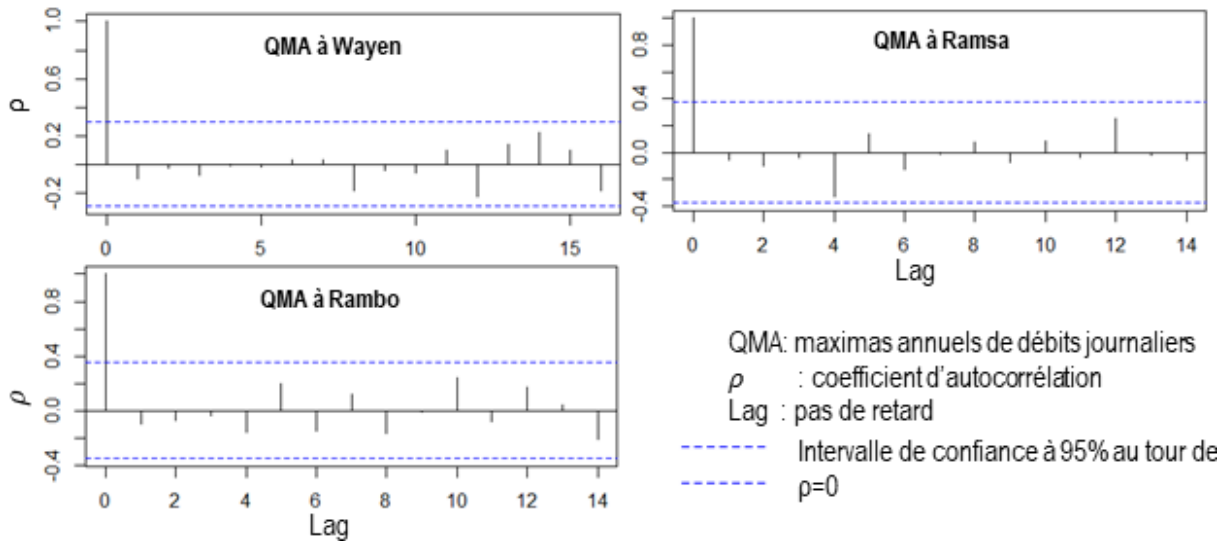 QMA à Wayen
ρ
1.0
0.6
0.2
-0.2
0
5
10
15
QMA à Ramsa
0.8
0.4
0.0
-0.4
0
2
4
6
8
10
12
14
Lag
QMA à Rambo
ρ
0.8
0.4
0.0
-0.4
0
2
4
6
8
10
12
14
Lag
QMA: maximas annuels de débits journaliers
ρ : coefficient d'autocorrélation
Lag : pas de retard
Intervalle de confiance à 95% au tour de
ρ=0